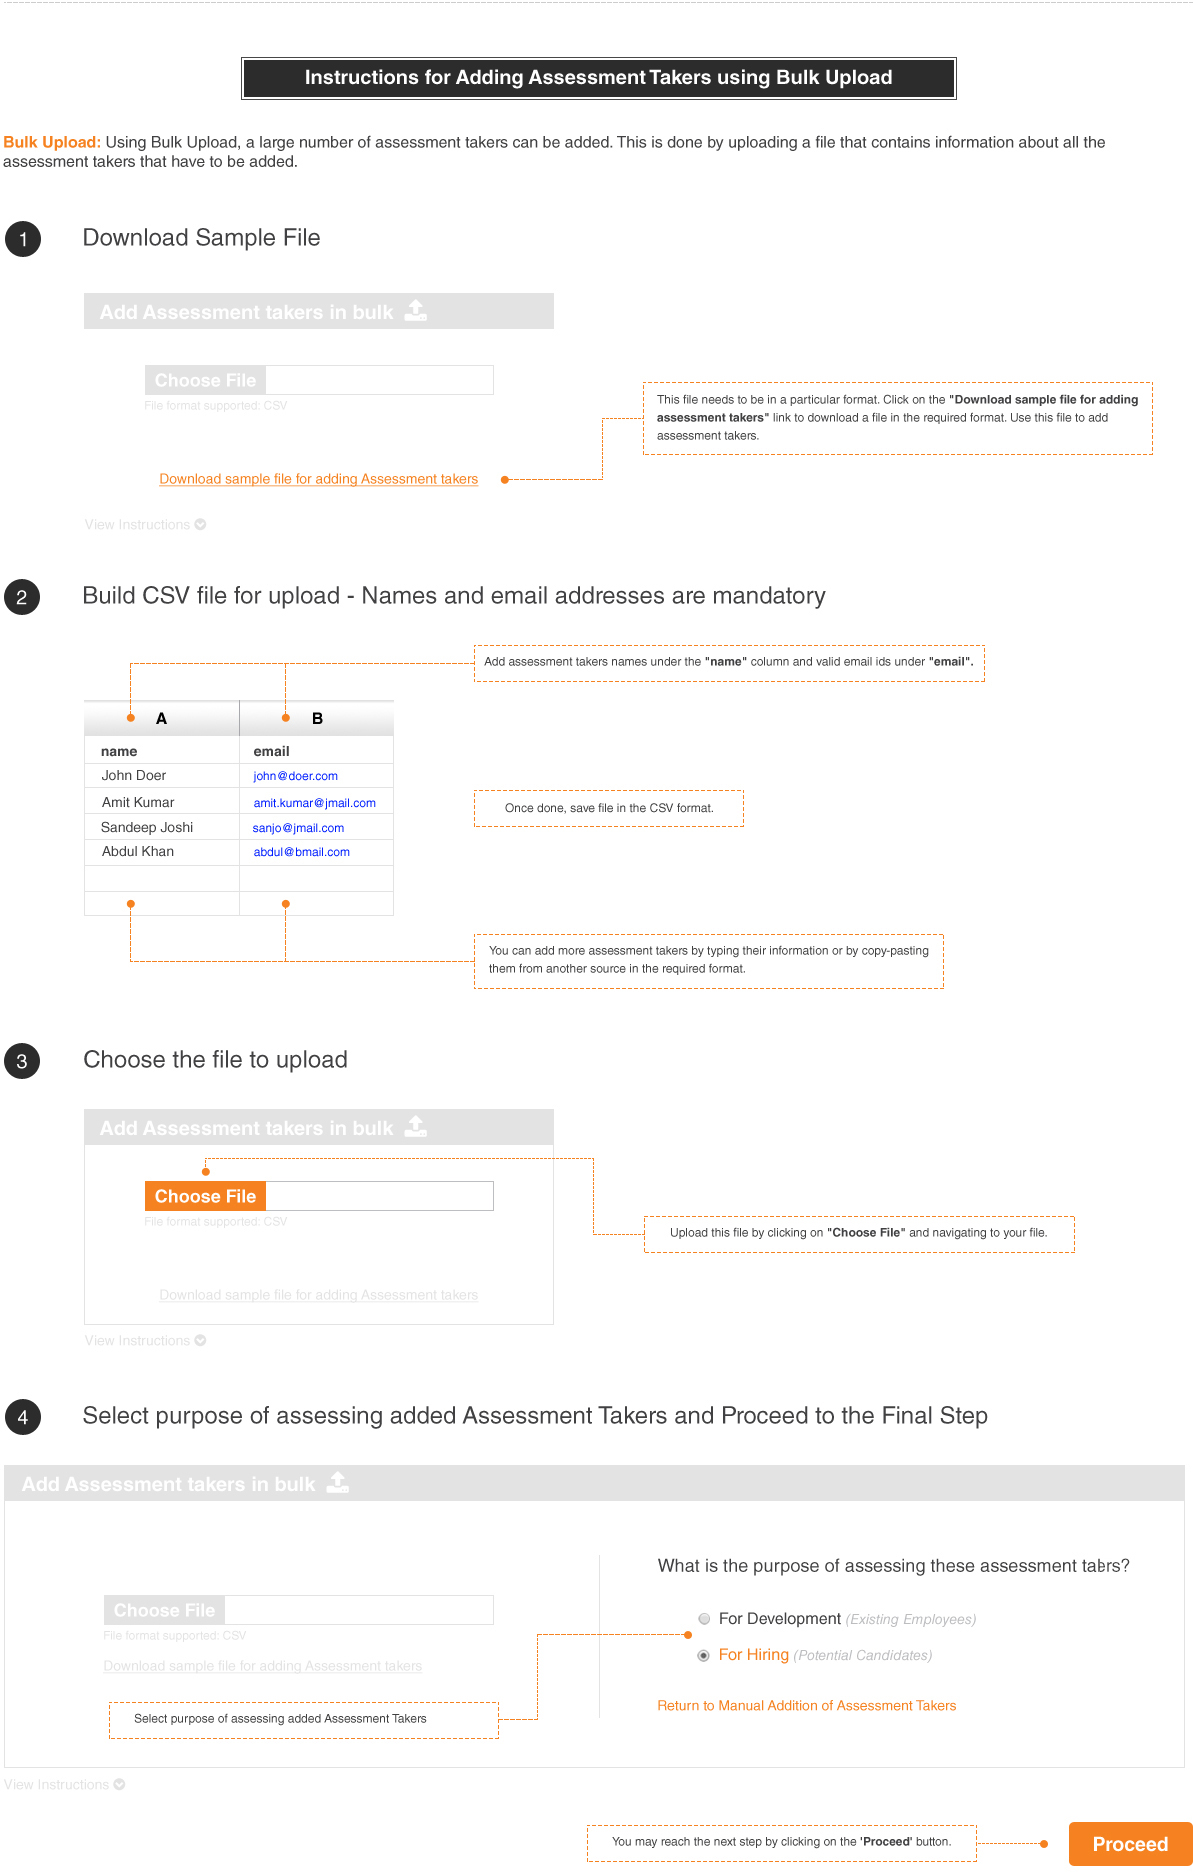 Instructions for Adding Assessment Takers using Bulk Upload
Bulk Upload: Using Bulk Upload, a large number of assessment takers can be added. This is done by uploading a file that contains information about all the
assessment takers that have to be added.
1 Download Sample File
Add Assessment takers in bulk
Choose File
File format supported: CSV
This file needs to be in a particular format. Click on the "Download sample file for adding
assessment takers" link to download a file in the required format. Use this file to add
assessment takers.
Download sample file for adding Assessment takers
View Instructions
2 Build CSV file for upload - Names and email addresses are mandatory
Add assessment takers names under the "name" column and valid email ids under "email".
A B
name email
John Doer john@doer.com
Amit Kumar amit.kumar@jmail.com
Sandeep Joshi sanjo@jmail.com
Abdul Khan abdul@bmail.com
Once done, save file in the CSV format.
You can add more assessment takers by typing their information or by copy-pasting
them from another source in the required format.
3 Choose the file to upload
Add Assessment takers in bulk
Choose File
File format supported: CSV
Upload this file by clicking on "Choose File" and navigating to your file.
Download sample file for adding Assessment takers
View Instructions
4 Select purpose of assessing added Assessment Takers and Proceed to the Final Step
Add Assessment takers in bulk
Choose File
File format supported: CSV
Download sample file for adding Assessment takers
Select purpose of assessing added Assessment Takers
What is the purpose of assessing these assessment
For Development (Existing Employees)
For Hiring (Potential Candidates)
Return to Manual Addition of Assessment Takers
View Instructions
You may reach the next step by clicking on the 'Proceed' button.
Proceed